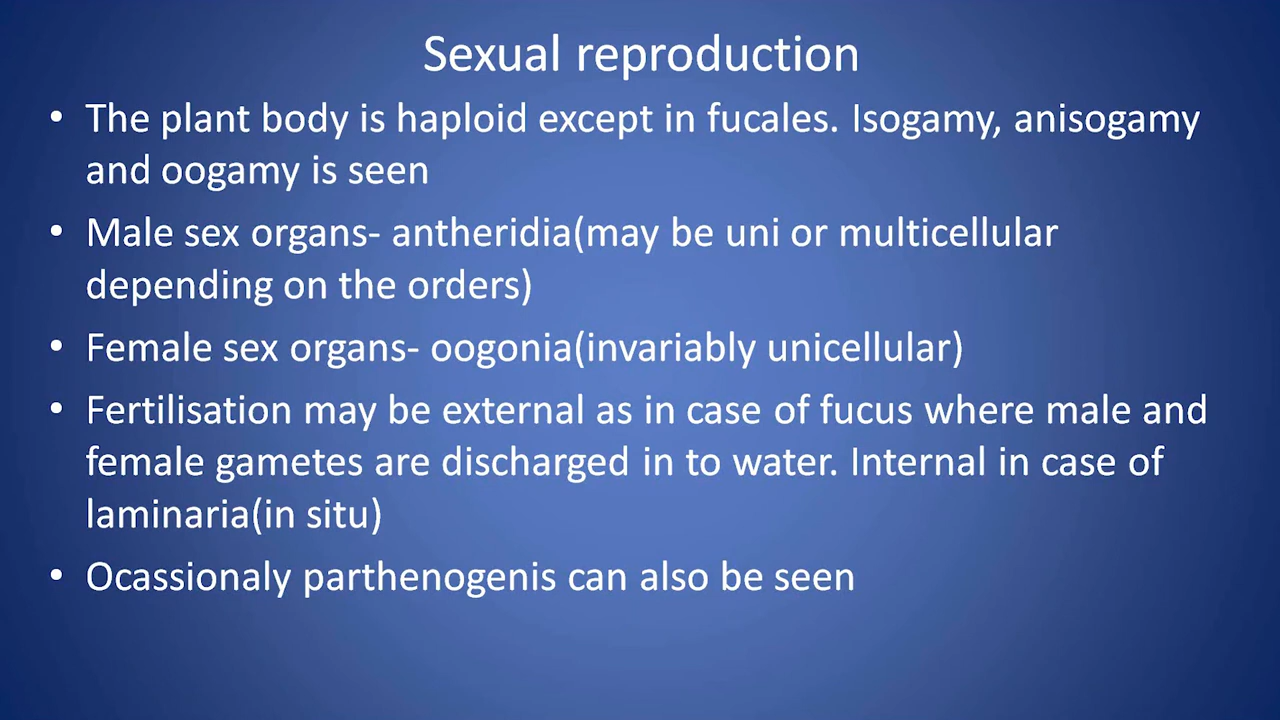 Sexual reproduction
• The plant body is haploid except in fucales. Isogamy, anisogamy
and oogamy is seen
• Male sex organs- antheridia(may be uni or multicellular
depending on the orders)
• Female sex organs- oogonia(invariably unicellular)
• Fertilisation may be external as in case of fucus where male and
female gametes are discharged in to water. Internal in case of
laminaria(in situ)
• Ocassionaly parthenogenis can also be seen